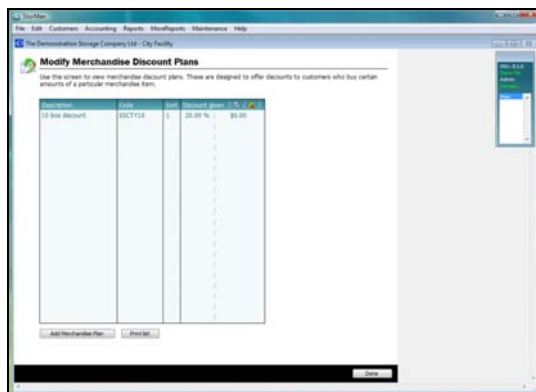 StorMan
File Edit Customers Accounting Reports MoreReports Maintenance Help
The Demonstration Storage Company Ltd - City Facility
Modify Merchandise Discount Plans
Use this screen to view merchandise discount plans. These are designed to offer discounts to customers who buy certain
amounts of a particular merchandise item.
Description Code Sort Discount given
10 box discount 1 20.00 % / $0.00
Add Merchandise Plan Print list
Done